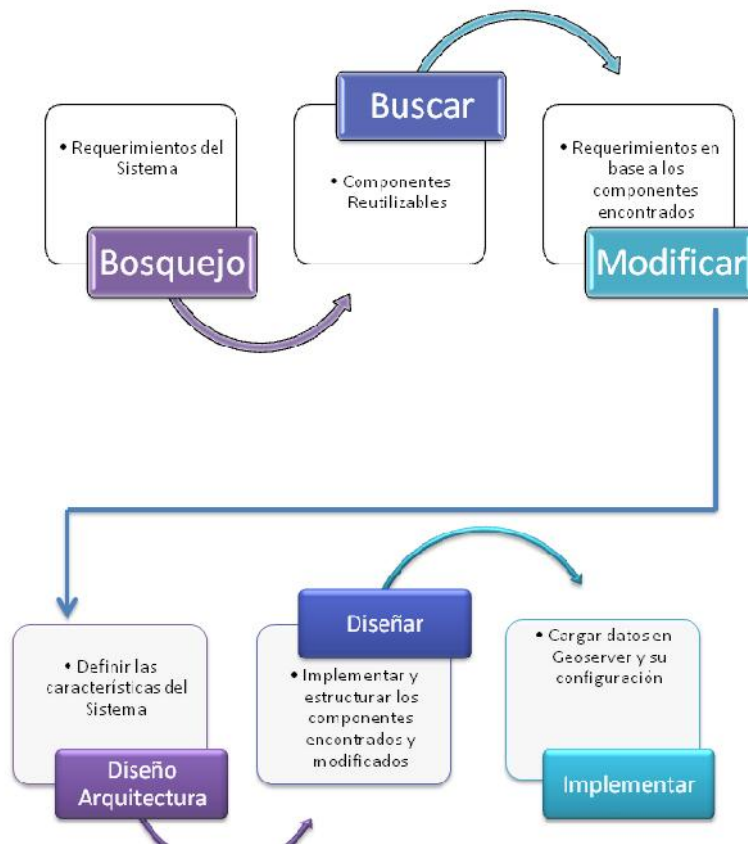 • Requerimientos del
Sistema
Bosquejo
Buscar
• Componentes
Reutilizables
• Requerimientos en
base a los
componentes
encontrados
Modificar
• Definir las
características del
Sistema
Diseño
Arquitectura
Diseñar
• Implementar y
estructurar los
componentes
encontrados y
modificados
• Cargar datos en
Geoserver y su
configuración
Implementar